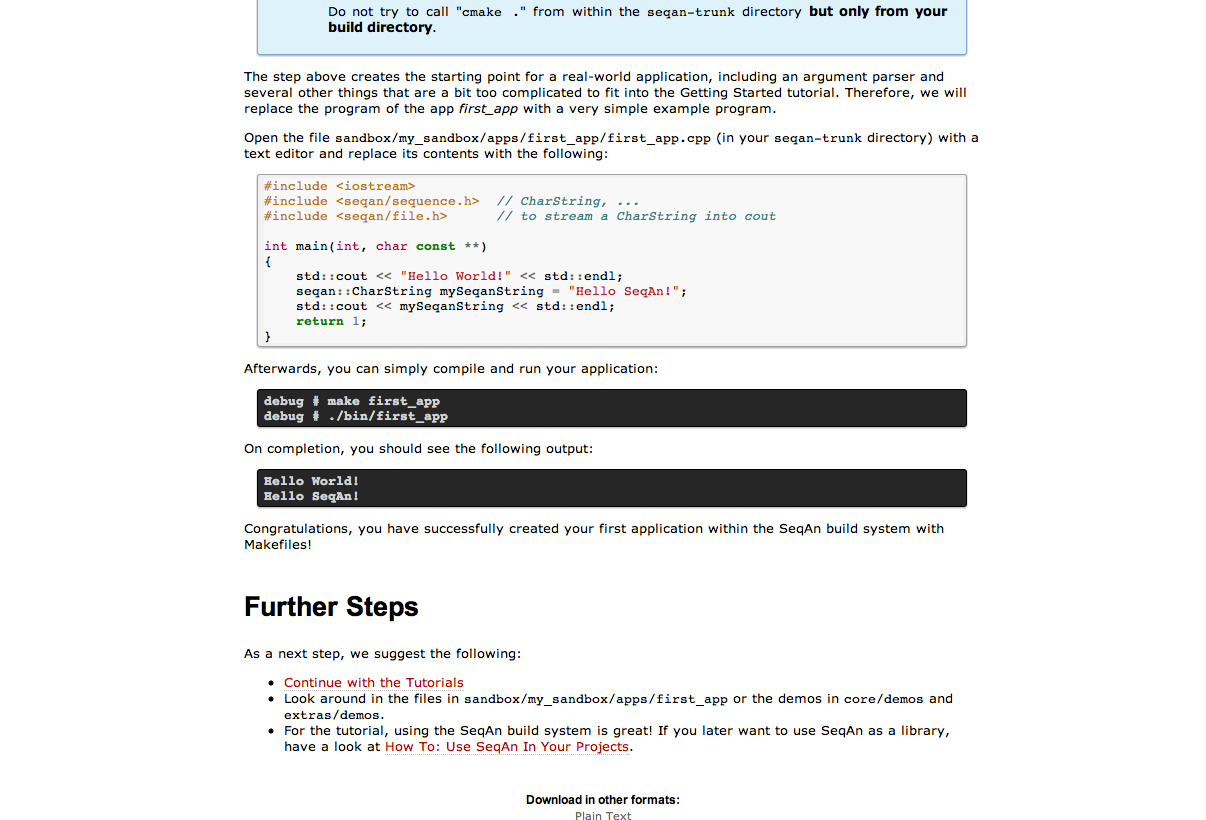 Do not try to call "cmake ." from within the seqan-trunk directory but only from your
build directory.
The step above creates the starting point for a real-world application, including an argument parser and
several other things that are a bit too complicated to fit into the Getting Started tutorial. Therefore, we will
replace the program of the app first_app with a very simple example program.
Open the file sandbox/my_sandbox/apps/first_app/first_app.cpp (in your seqan-trunk directory) with a
text editor and replace its contents with the following:
#include <iostream>
#include <seqan/sequence.h>  // CharString, ...
#include <seqan/file.h>      // to stream a CharString into cout
int main(int, char const **)
{
    std::cout << "Hello World!" << std::endl;
    seqan::CharString mySeqanString = "Hello SeqAn!";
    std::cout << mySeqanString << std::endl;
    return 1;
}
Afterwards, you can simply compile and run your application:
debug # make first_app
debug # ./bin/first_app
On completion, you should see the following output:
Hello World!
Hello SeqAn!
Congratulations, you have successfully created your first application within the SeqAn build system with
Makefiles!
Further Steps
As a next step, we suggest the following:
• Continue with the Tutorials
• Look around in the files in sandbox/my_sandbox/apps/first_app or the demos in core/demos and
extras/demos.
• For the tutorial, using the SeqAn build system is great! If you later want to use SeqAn as a library,
have a look at How To: Use SeqAn In Your Projects.
Download in other formats:
Plain Text